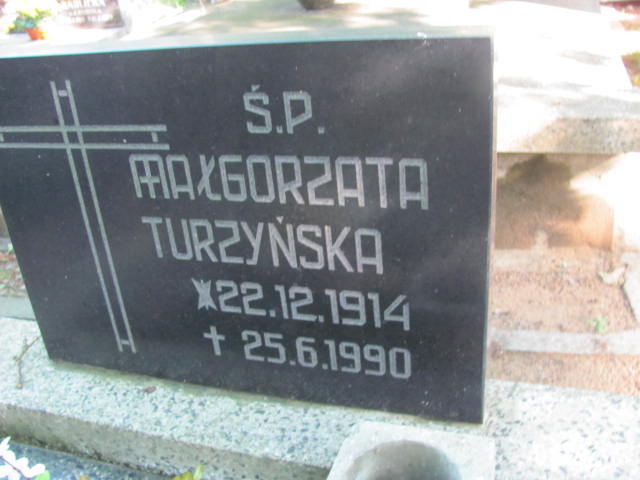 Ś.P.
MAŁGORZATA
TURZYŃSKA
*22.12.1914
+25.6.1990